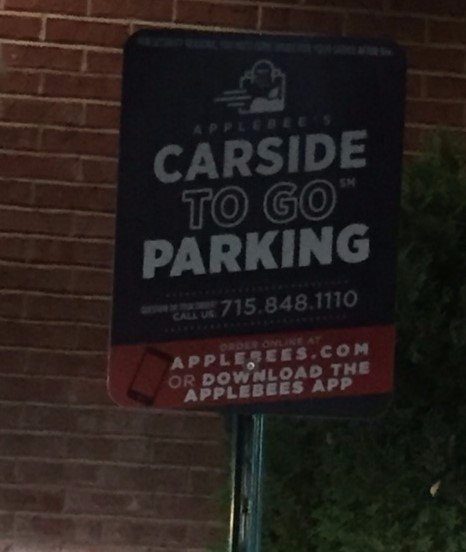 APPLEBEE'S
CARSIDE
TO GO℠
PARKING
CALL US 715.848.1110
ORDER ONLINE AT
APPLEBEES.COM
OR DOWNLOAD THE
APPLEBEES APP